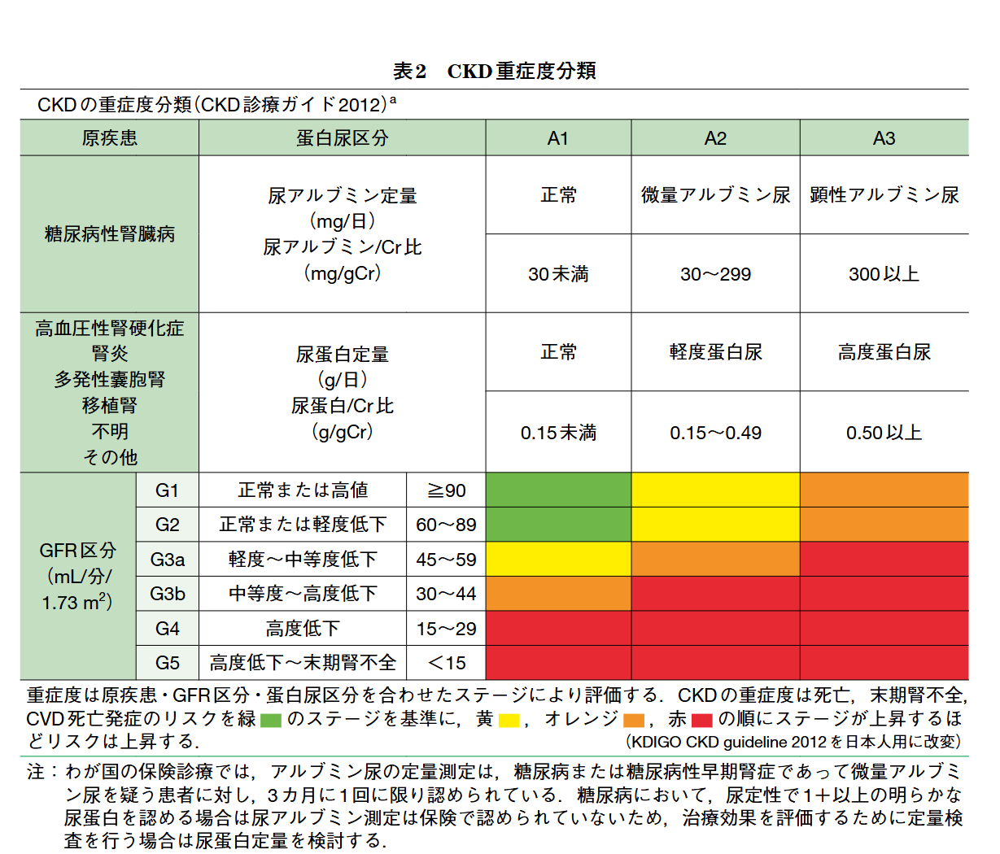 表2　CKD重症度分類
CKDの重症度分類（CKD診療ガイド2012）a
原疾患　蛋白尿区分　A1　A2　A3
糖尿病性腎臓病
尿アルブミン定量
（mg/日）
尿アルブミン/Cr比
（mg/gCr）
正常　微量アルブミン尿　顕性アルブミン尿
30未満　30～299　300以上
高血圧性腎硬化症
腎炎
多発性囊胞腎
移植腎
不明
その他
尿蛋白定量
（g/日）
尿蛋白/Cr比
（g/gCr）
正常　軽度蛋白尿　高度蛋白尿
0.15未満　0.15～0.49　0.50以上
GFR区分
（mL/分/
1.73 m2）
G1　正常または高値　≧90
G2　正常または軽度低下　60～89
G3a　軽度～中等度低下　45～59
G3b　中等度～高度低下　30～44
G4　高度低下　15～29
G5　高度低下～末期腎不全　＜15
重症度は原疾患・GFR区分・蛋白尿区分を合わせたステージにより評価する．CKDの重症度は死亡，末期腎不全，
CVD死亡発症のリスクを緑のステージを基準に，黄，オレンジ，赤の順にステージが上昇するほ
どリスクは上昇する．
（KDIGO CKD guideline 2012を日本人用に改変）
注：わが国の保険診療では，アルブミン尿の定量測定は，糖尿病または糖尿病性早期腎症であって微量アルブミ
ン尿を疑う患者に対し，3カ月に1回に限り認められている．糖尿病において，尿定性で1＋以上の明らかな
尿蛋白を認める場合は尿アルブミン測定は保険で認められていないため，治療効果を評価するために定量検
査を行う場合は尿蛋白定量を検討する．